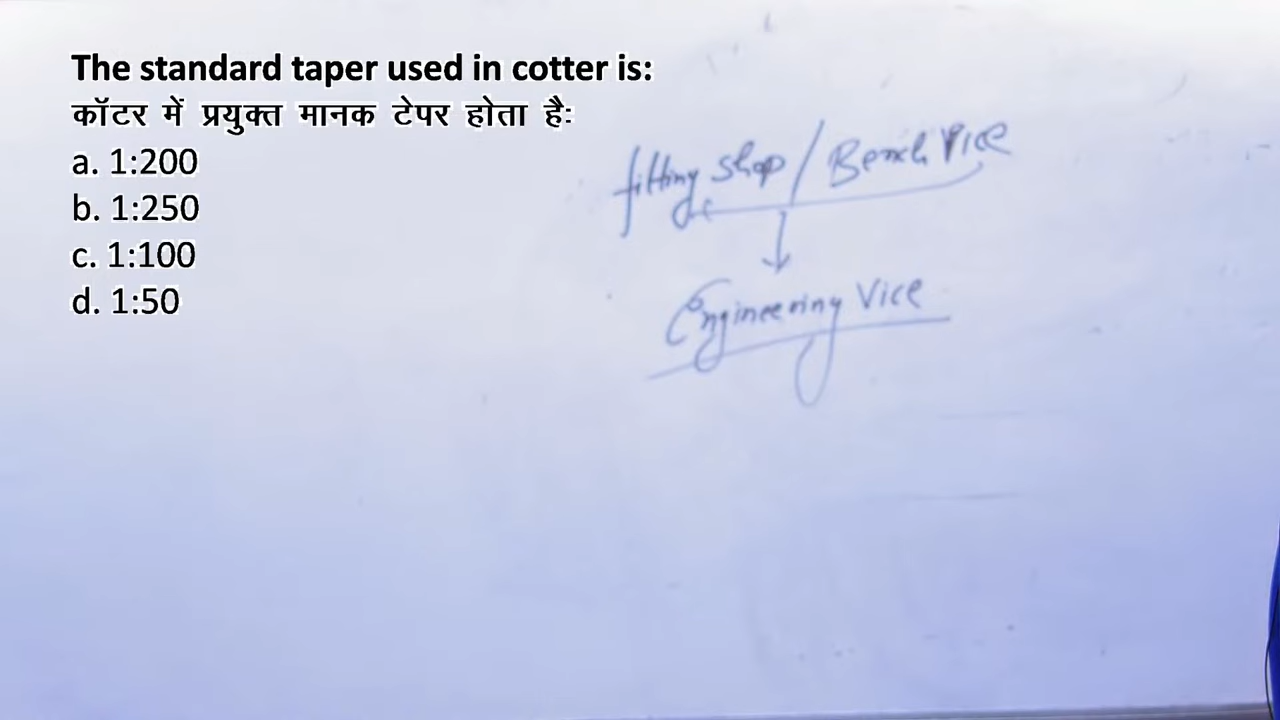 The standard taper used in cotter is:
कॉटर में प्रयुक्त मानक टेपर होता है:
a. 1:200
b. 1:250
c. 1:100
d. 1:50
fitting shop / Bench Vice
Engineering Vice